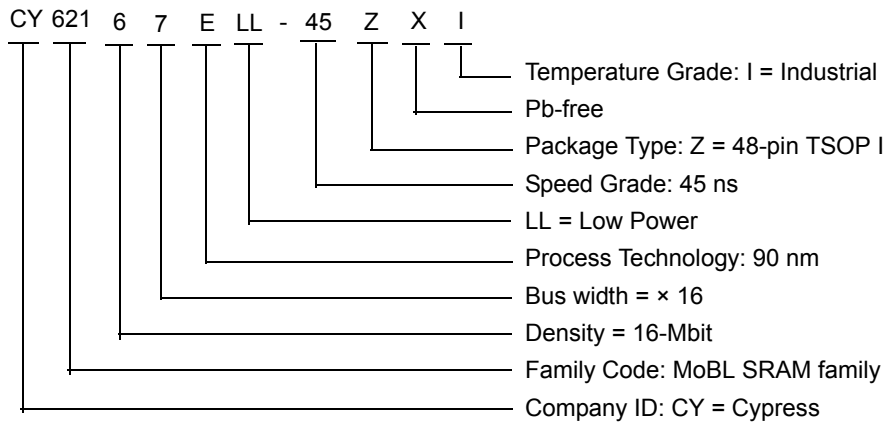 CY 621 6 7 E LL - 45 Z X I
Temperature Grade: I = Industrial
Pb-free
Package Type: Z = 48-pin TSOP I
Speed Grade: 45 ns
LL = Low Power
Process Technology: 90 nm
Bus width = × 16
Density = 16-Mbit
Family Code: MoBL SRAM family
Company ID: CY = Cypress